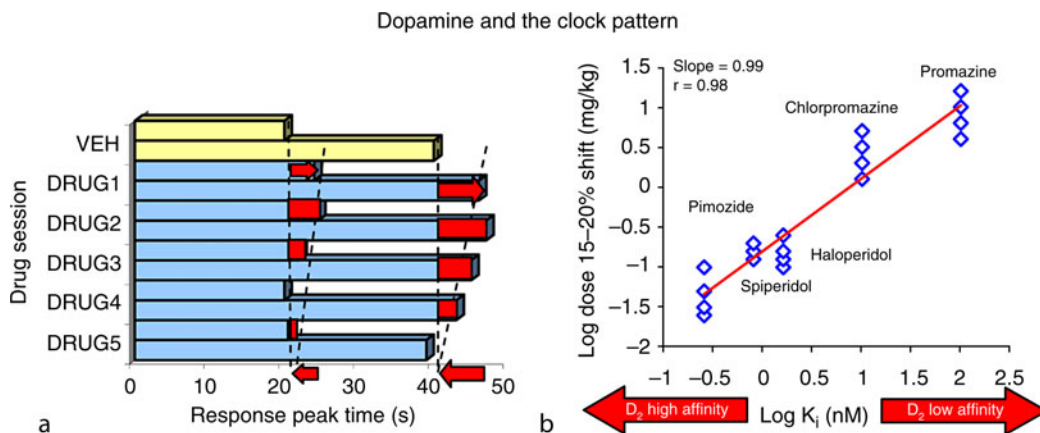 Dopamine and the clock pattern
Drug session
VEH
DRUG1
DRUG2
DRUG3
DRUG4
DRUG5
0 10 20 30 40 50
Response peak time (s)
a
Log dose 15–20% shift (mg/kg)
1.5
1
0.5
0
−0.5
−1
−1.5
−2
Slope = 0.99
r = 0.98
Promazine
Chlorpromazine
Pimozide
Haloperidol
Spiperidol
−1 −0.5 0 0.5 1 1.5 2 2.5
b
D2 high affinity
Log Ki (nM)
D2 low affinity